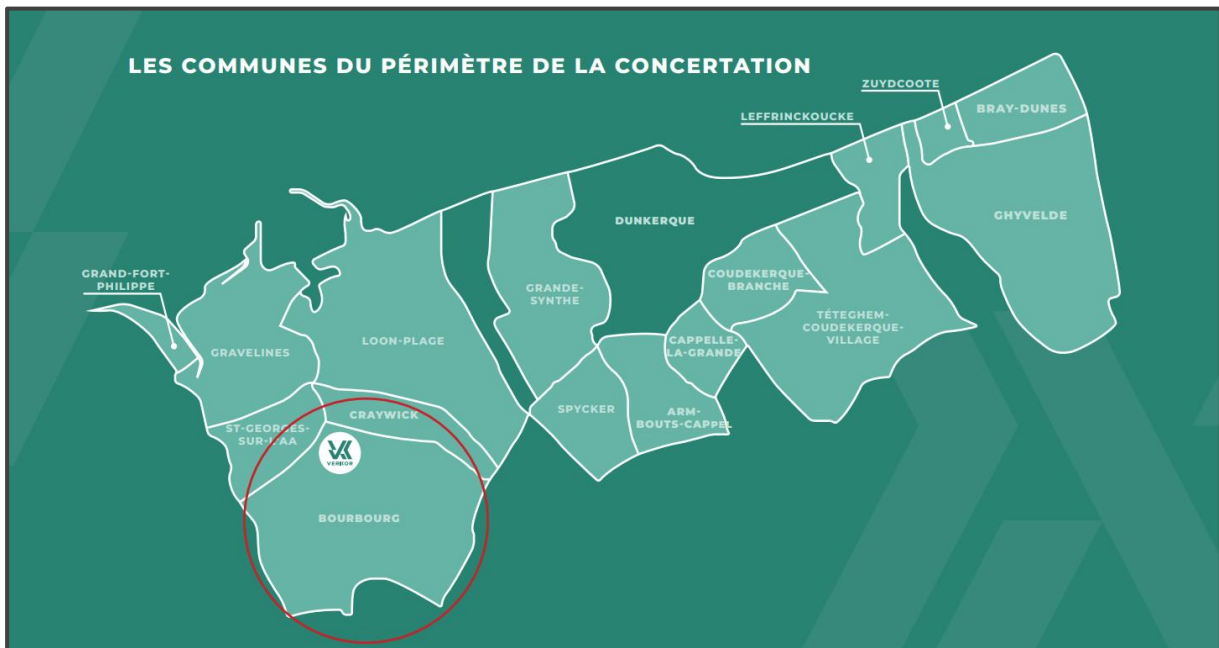 LES COMMUNES DU PÉRIMÈTRE DE LA CONCERTATION
ZUYDCOOTE
LEFFRINCKOUCKE
BRAY-DUNES
DUNKERQUE
GHYVELDE
GRAND-FORT-
PHILIPPE
GRANDE-
SYNTHE
COUDEKERQUE-
BRANCHE
TÉTEGHEM-
COUDEKERQUE-
VILLAGE
GRAVELINES
LOON-PLAGE
CAPPELLE-
LA-GRANDE
SPYCKER
ARM-
BOUTS-CAPPEL
CRAYWICK
ST-GEORGES-
SUR-L'AA
VERKOR
BOURBOURG